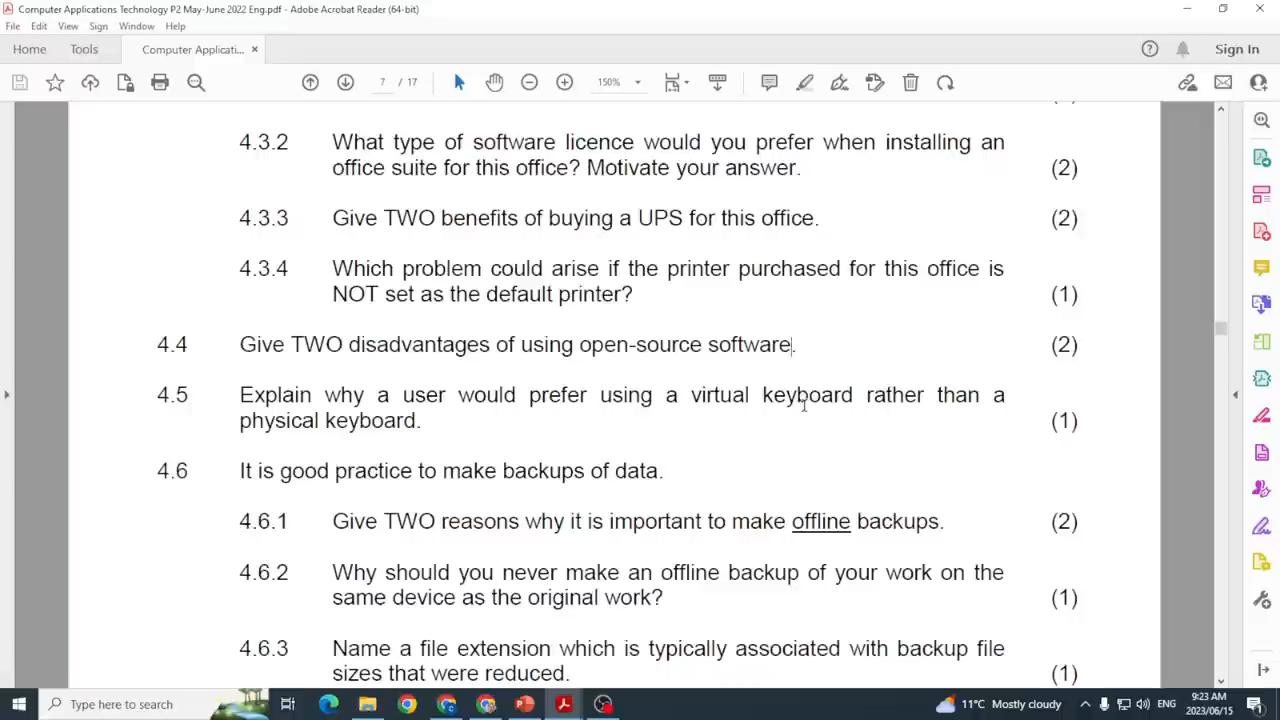 Computer Applications Technology P2 May-June 2022 Eng.pdf - Adobe Acrobat Reader (64-bit)
File Edit View Sign Window Help
Home Tools Computer Applicati... × Sign In
7 / 17 150%
4.3.2 What type of software licence would you prefer when installing an
office suite for this office? Motivate your answer. (2)
4.3.3 Give TWO benefits of buying a UPS for this office. (2)
4.3.4 Which problem could arise if the printer purchased for this office is
NOT set as the default printer? (1)
4.4 Give TWO disadvantages of using open-source software. (2)
4.5 Explain why a user would prefer using a virtual keyboard rather than a
physical keyboard. (1)
4.6 It is good practice to make backups of data.
4.6.1 Give TWO reasons why it is important to make offline backups. (2)
4.6.2 Why should you never make an offline backup of your work on the
same device as the original work? (1)
4.6.3 Name a file extension which is typically associated with backup file
sizes that were reduced. (1)
Type here to search 11°C Mostly cloudy ENG 9:23 AM
2023/06/15